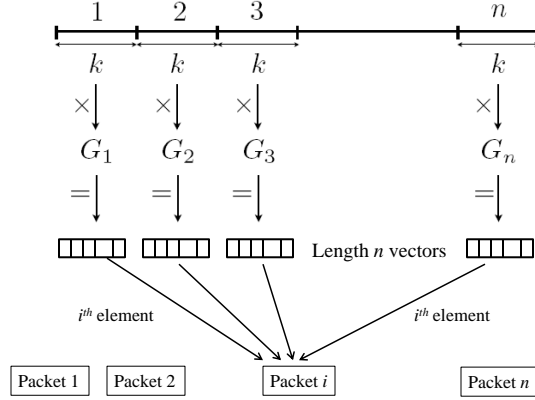 1 2 3 n
k k k k
× × × ×
G₁ G₂ G₃ Gₙ
= = = =
Length n vectors
iᵗʰ element iᵗʰ element
Packet 1 Packet 2 Packet i Packet n